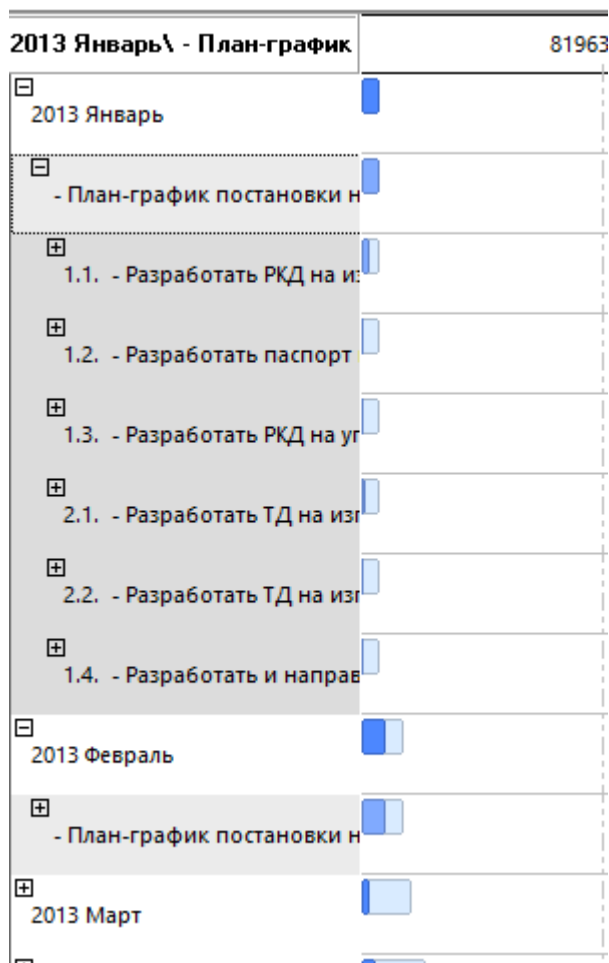 2013 Январь\ - План-график
81963
2013 Январь
- План-график постановки н
1.1. - Разработать РКД на из
1.2. - Разработать паспорт
1.3. - Разработать РКД на уп
2.1. - Разработать ТД на изг
2.2. - Разработать ТД на изг
1.4. - Разработать и направ
2013 Февраль
- План-график постановки н
2013 Март